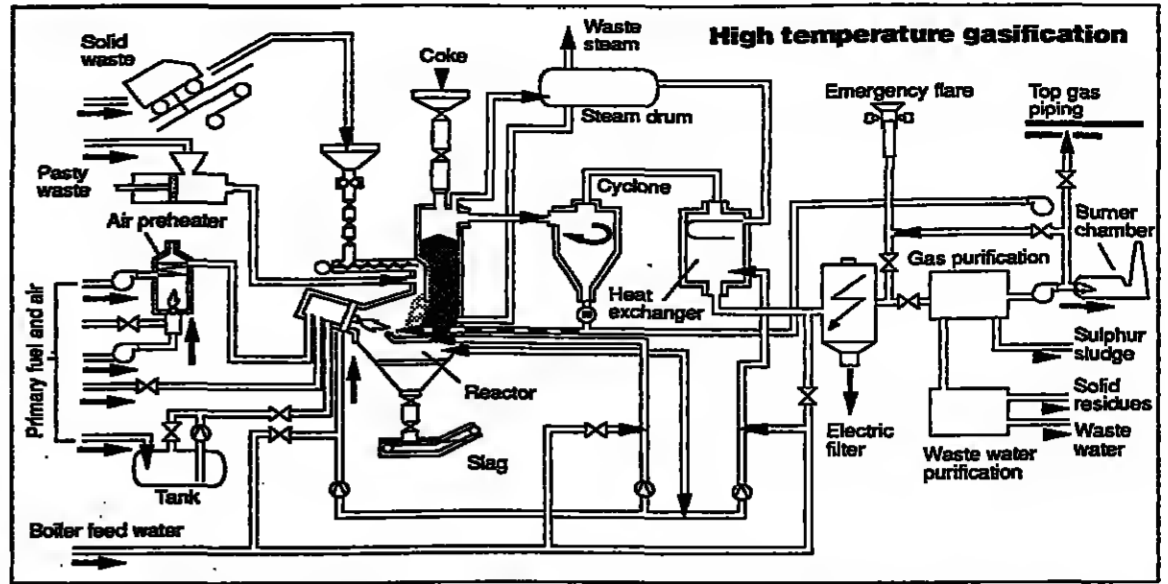 High temperature gasification
Solid
waste
Coke
Waste
steam
Steam drum
Emergency flare
Top gas
piping
Pasty
waste
Air preheater
Cyclone
Burner
chamber
Gas purification
Heat
exchanger
Primary fuel and air
Reactor
Sulphur
sludge
Solid
residues
Waste
water
Electric
filter
Waste water
purification
Slag
Tank
Boiler feed water